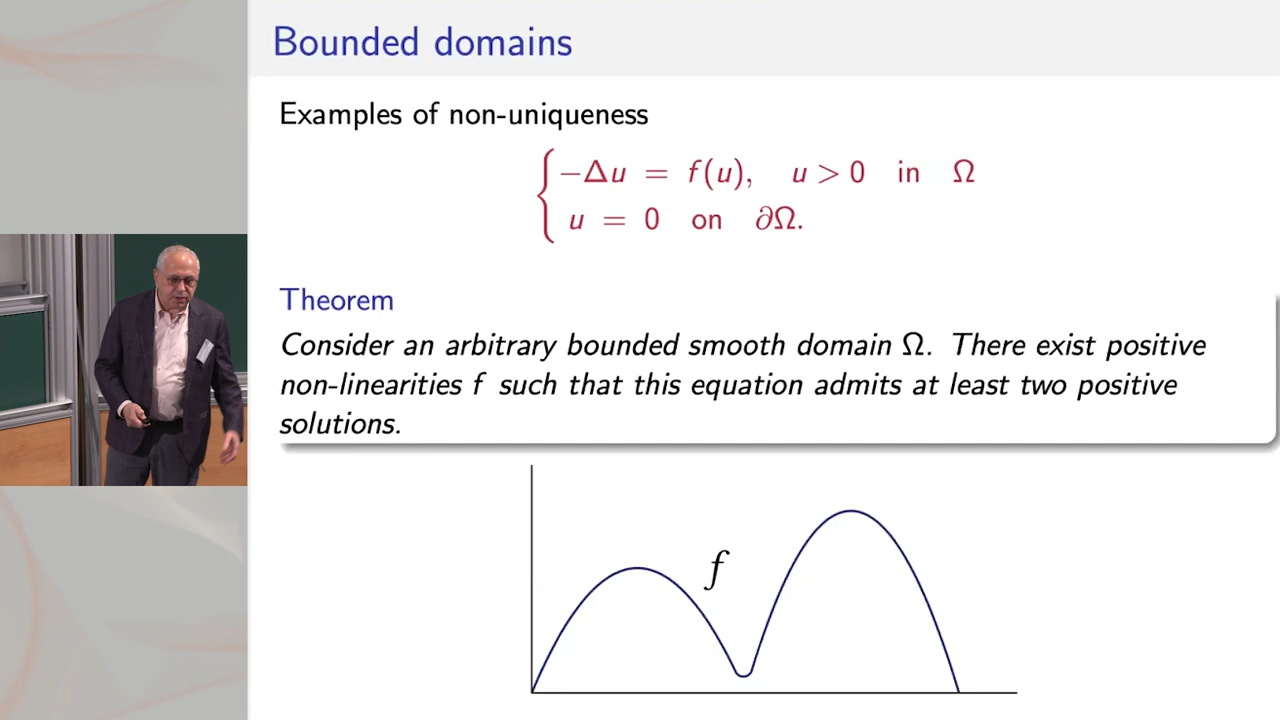 Bounded domains
Examples of non-uniqueness
−Δu = f(u), u > 0 in Ω
u = 0 on ∂Ω.
Theorem
Consider an arbitrary bounded smooth domain Ω. There exist positive
non-linearities f such that this equation admits at least two positive
solutions.
f